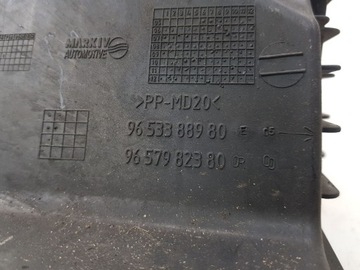 MARK IV
AUTOMOTIVE
>PP-MD20<
96 533 889 80 E
96 579 823 80